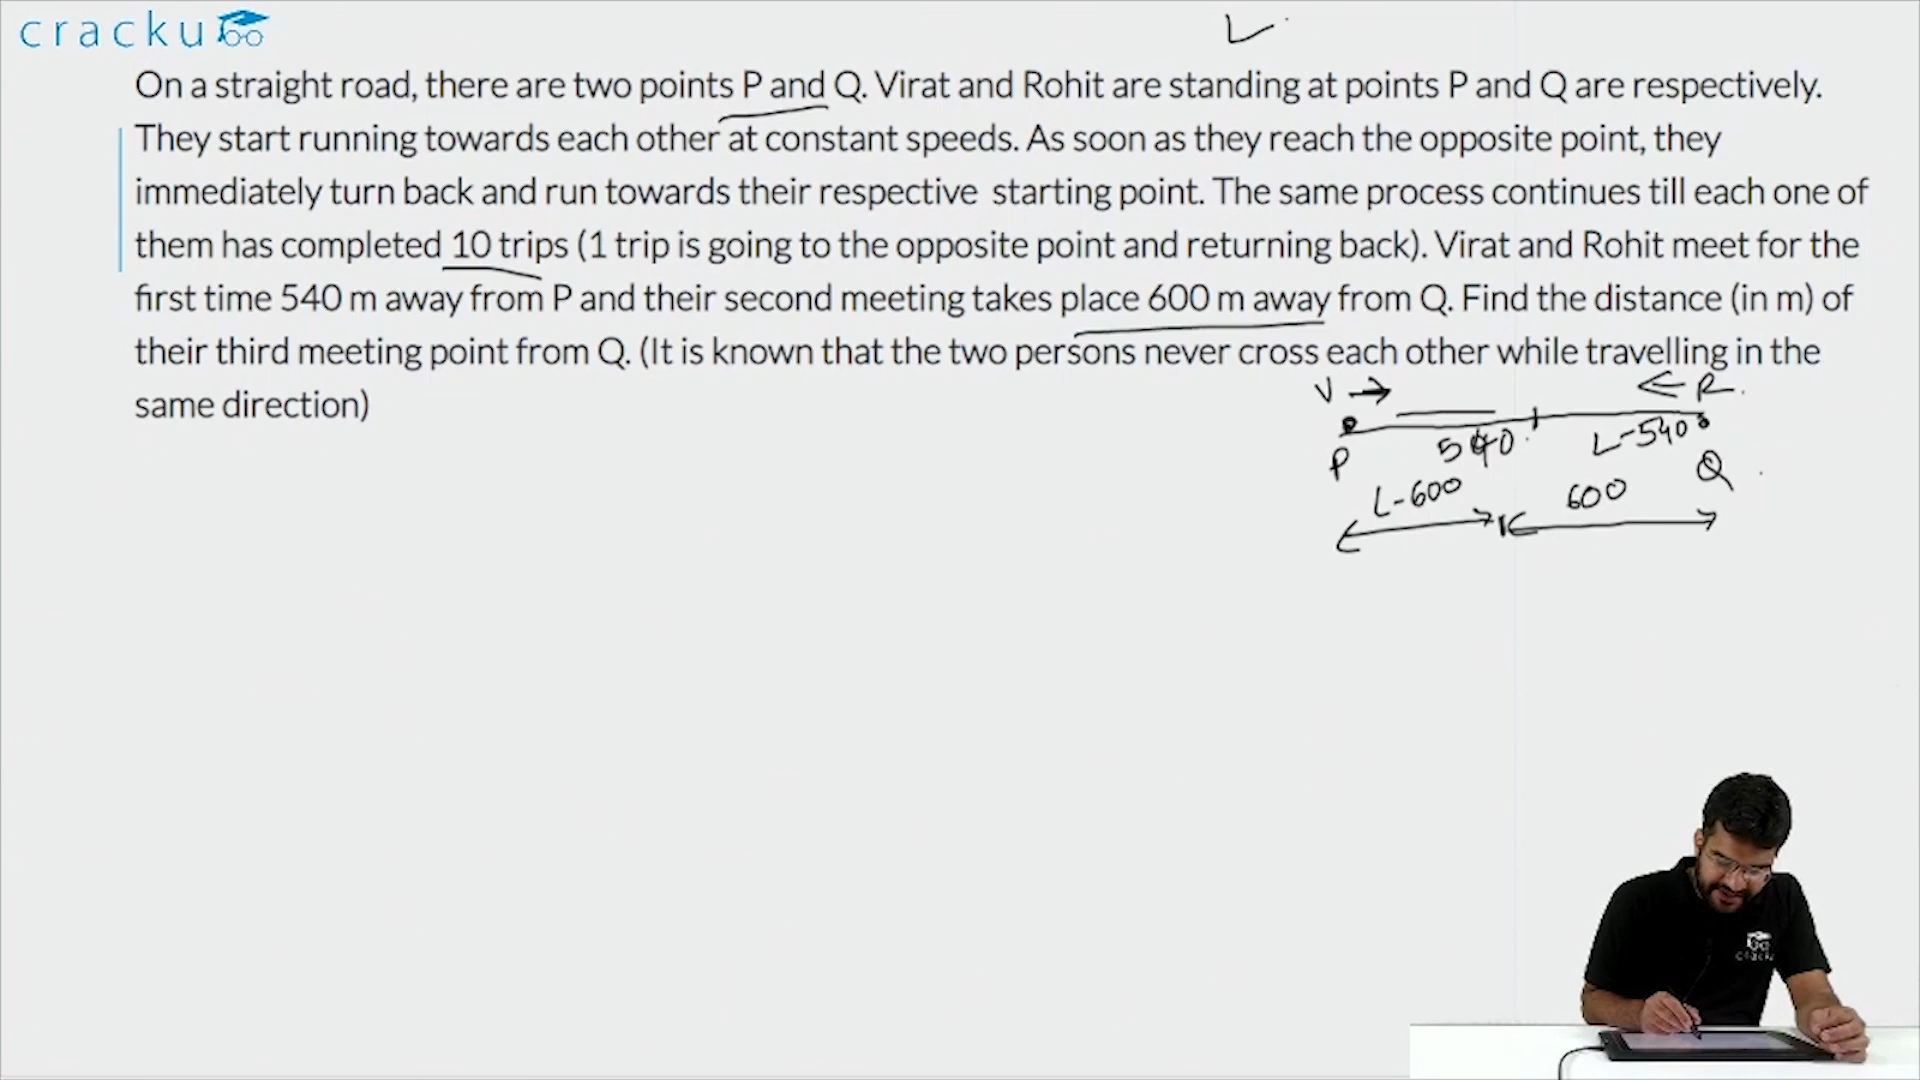 cracku
L
On a straight road, there are two points P and Q. Virat and Rohit are standing at points P and Q are respectively.
They start running towards each other at constant speeds. As soon as they reach the opposite point, they
immediately turn back and run towards their respective starting point. The same process continues till each one of
them has completed 10 trips (1 trip is going to the opposite point and returning back). Virat and Rohit meet for the
first time 540 m away from P and their second meeting takes place 600 m away from Q. Find the distance (in m) of
their third meeting point from Q. (It is known that the two persons never cross each other while travelling in the
same direction)
V → ← R
540 L-540
P Q
L-600 600